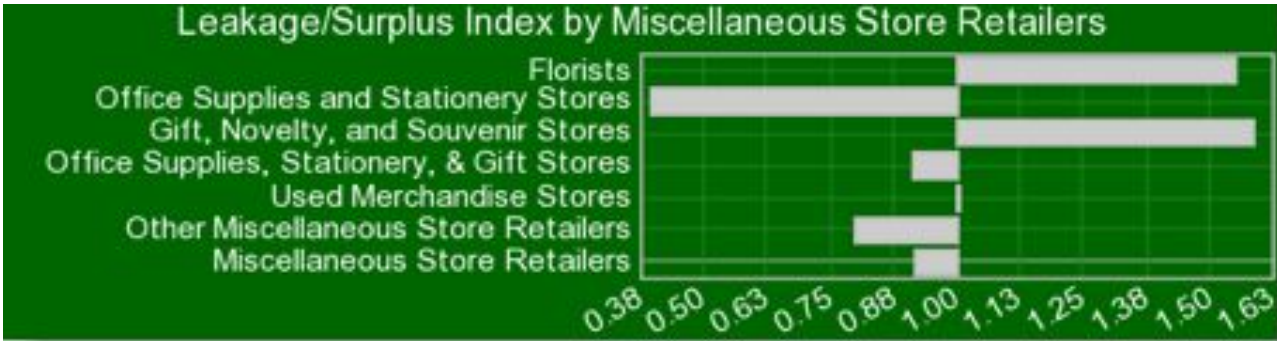 Leakage/Surplus Index by Miscellaneous Store Retailers
Florists
Office Supplies and Stationery Stores
Gift, Novelty, and Souvenir Stores
Office Supplies, Stationery, & Gift Stores
Used Merchandise Stores
Other Miscellaneous Store Retailers
Miscellaneous Store Retailers
0.38 0.50 0.63 0.75 0.88 1.00 1.13 1.25 1.38 1.50 1.63